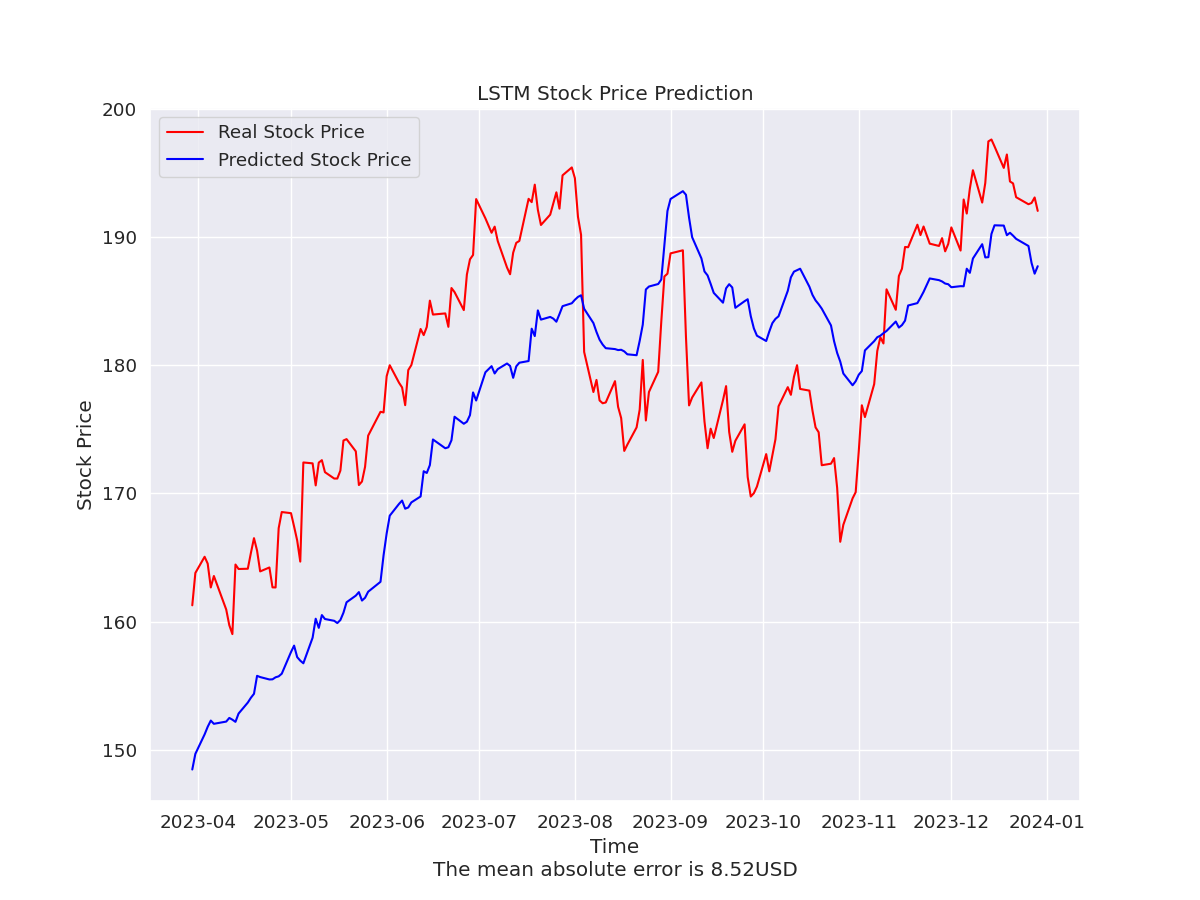 LSTM Stock Price Prediction
200
Real Stock Price
Predicted Stock Price
190
180
170
160
150
Stock Price
2023-04 2023-05 2023-06 2023-07 2023-08 2023-09 2023-10 2023-11 2023-12 2024-01
Time
The mean absolute error is 8.52USD